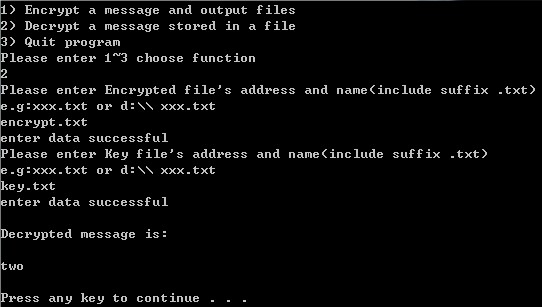 1) Encrypt a message and output files
2) Decrypt a message stored in a file
3) Quit program
Please enter 1~3 choose function
2
Please enter Encrypted file's address and name(include suffix .txt)
e.g:xxx.txt or d:\\ xxx.txt
encrypt.txt
enter data successful
Please enter Key file's address and name(include suffix .txt)
e.g:xxx.txt or d:\\ xxx.txt
key.txt
enter data successful
Decrypted message is:
two
Press any key to continue . . .